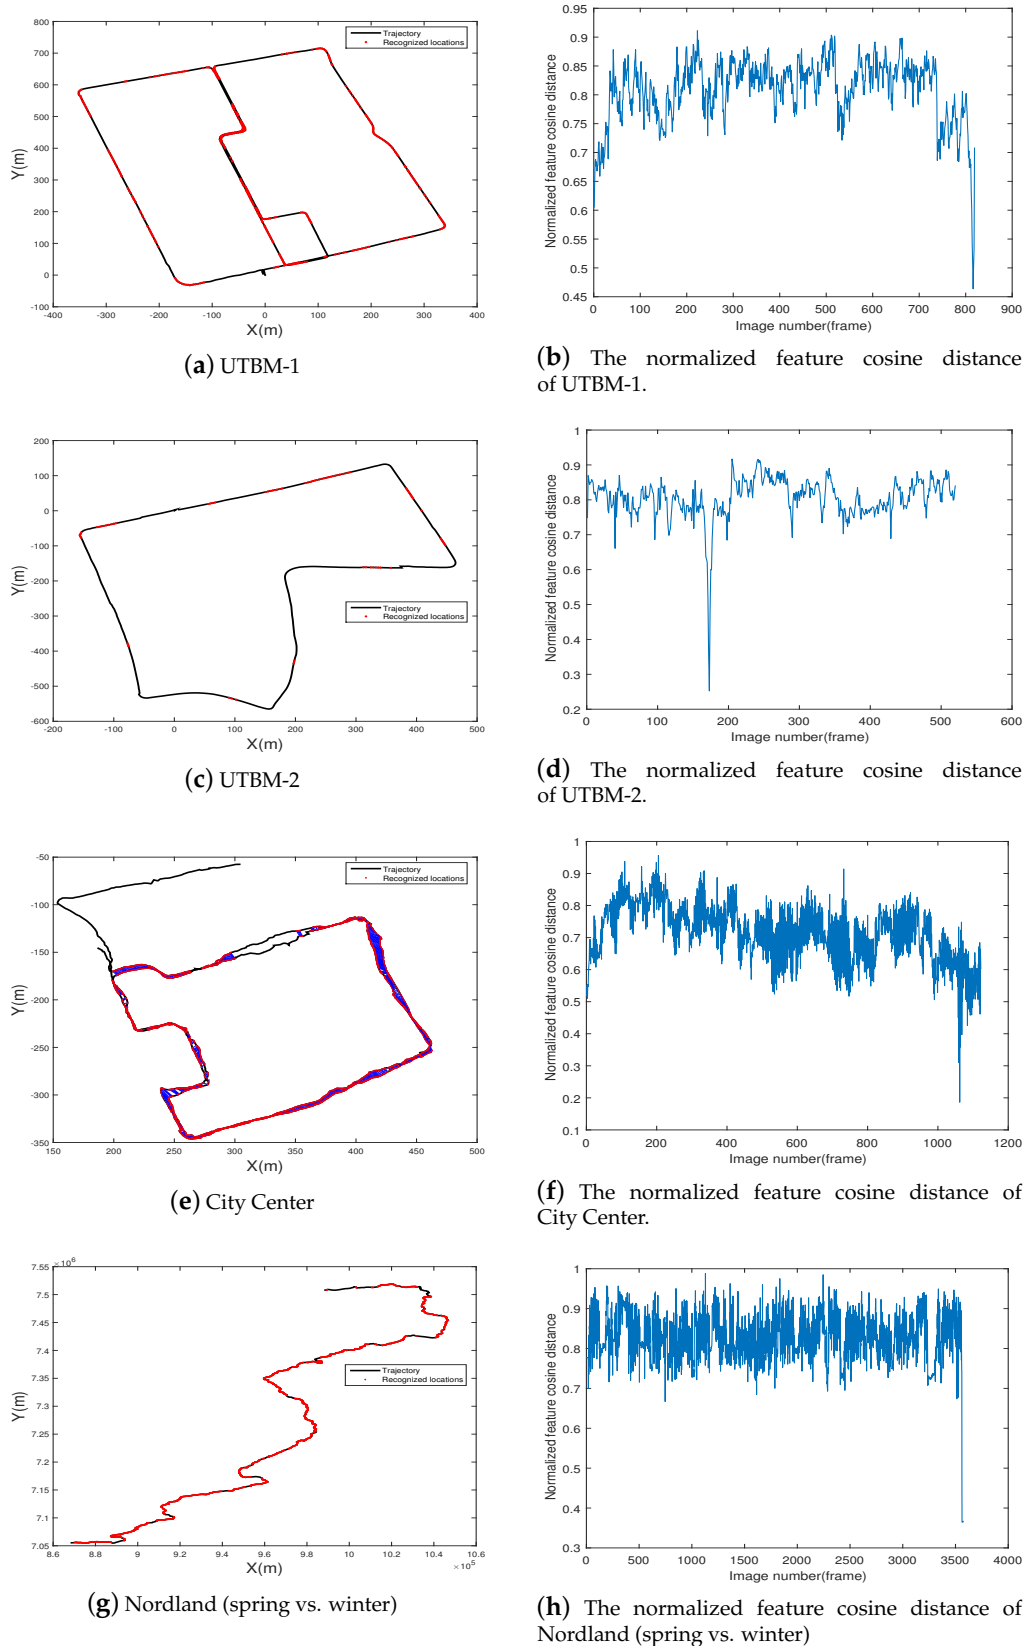 800
700
600
500
400
300
200
100
0
-100
-400 -300 -200 -100 0 100 200 300 400
Y(m)
X(m)
Trajectory
Recognized locations
(a) UTBM-1
0.95
0.9
0.85
0.8
0.75
0.7
0.65
0.6
0.55
0.5
0.45
0 100 200 300 400 500 600 700 800 900
Normalized feature cosine distance
Image number(frame)
(b) The normalized feature cosine distance
of UTBM-1.
200
100
0
-100
-200
-300
-400
-500
-600
-200 -100 0 100 200 300 400 500
Y(m)
X(m)
Trajectory
Recognized locations
(c) UTBM-2
1
0.9
0.8
0.7
0.6
0.5
0.4
0.3
0.2
0 100 200 300 400 500 600
Normalized feature cosine distance
Image number(frame)
(d) The normalized feature cosine distance
of UTBM-2.
-50
-100
-150
-200
-250
-300
-350
150 200 250 300 350 400 450 500
Y(m)
X(m)
Trajectory
Recognized locations
(e) City Center
1
0.9
0.8
0.7
0.6
0.5
0.4
0.3
0.2
0.1
0 200 400 600 800 1000 1200
Normalized feature cosine distance
Image number(frame)
(f) The normalized feature cosine distance of
City Center.
×10⁶
7.55
7.5
7.45
7.4
7.35
7.3
7.25
7.2
7.15
7.1
7.05
8.6 8.8 9 9.2 9.4 9.6 9.8 10 10.2 10.4 10.6
×10⁵
Y(m)
X(m)
Trajectory
Recognized locations
(g) Nordland (spring vs. winter)
1
0.9
0.8
0.7
0.6
0.5
0.4
0.3
0 500 1000 1500 2000 2500 3000 3500 4000
Normalized feature cosine distance
Image number(frame)
(h) The normalized feature cosine distance of
Nordland (spring vs. winter)